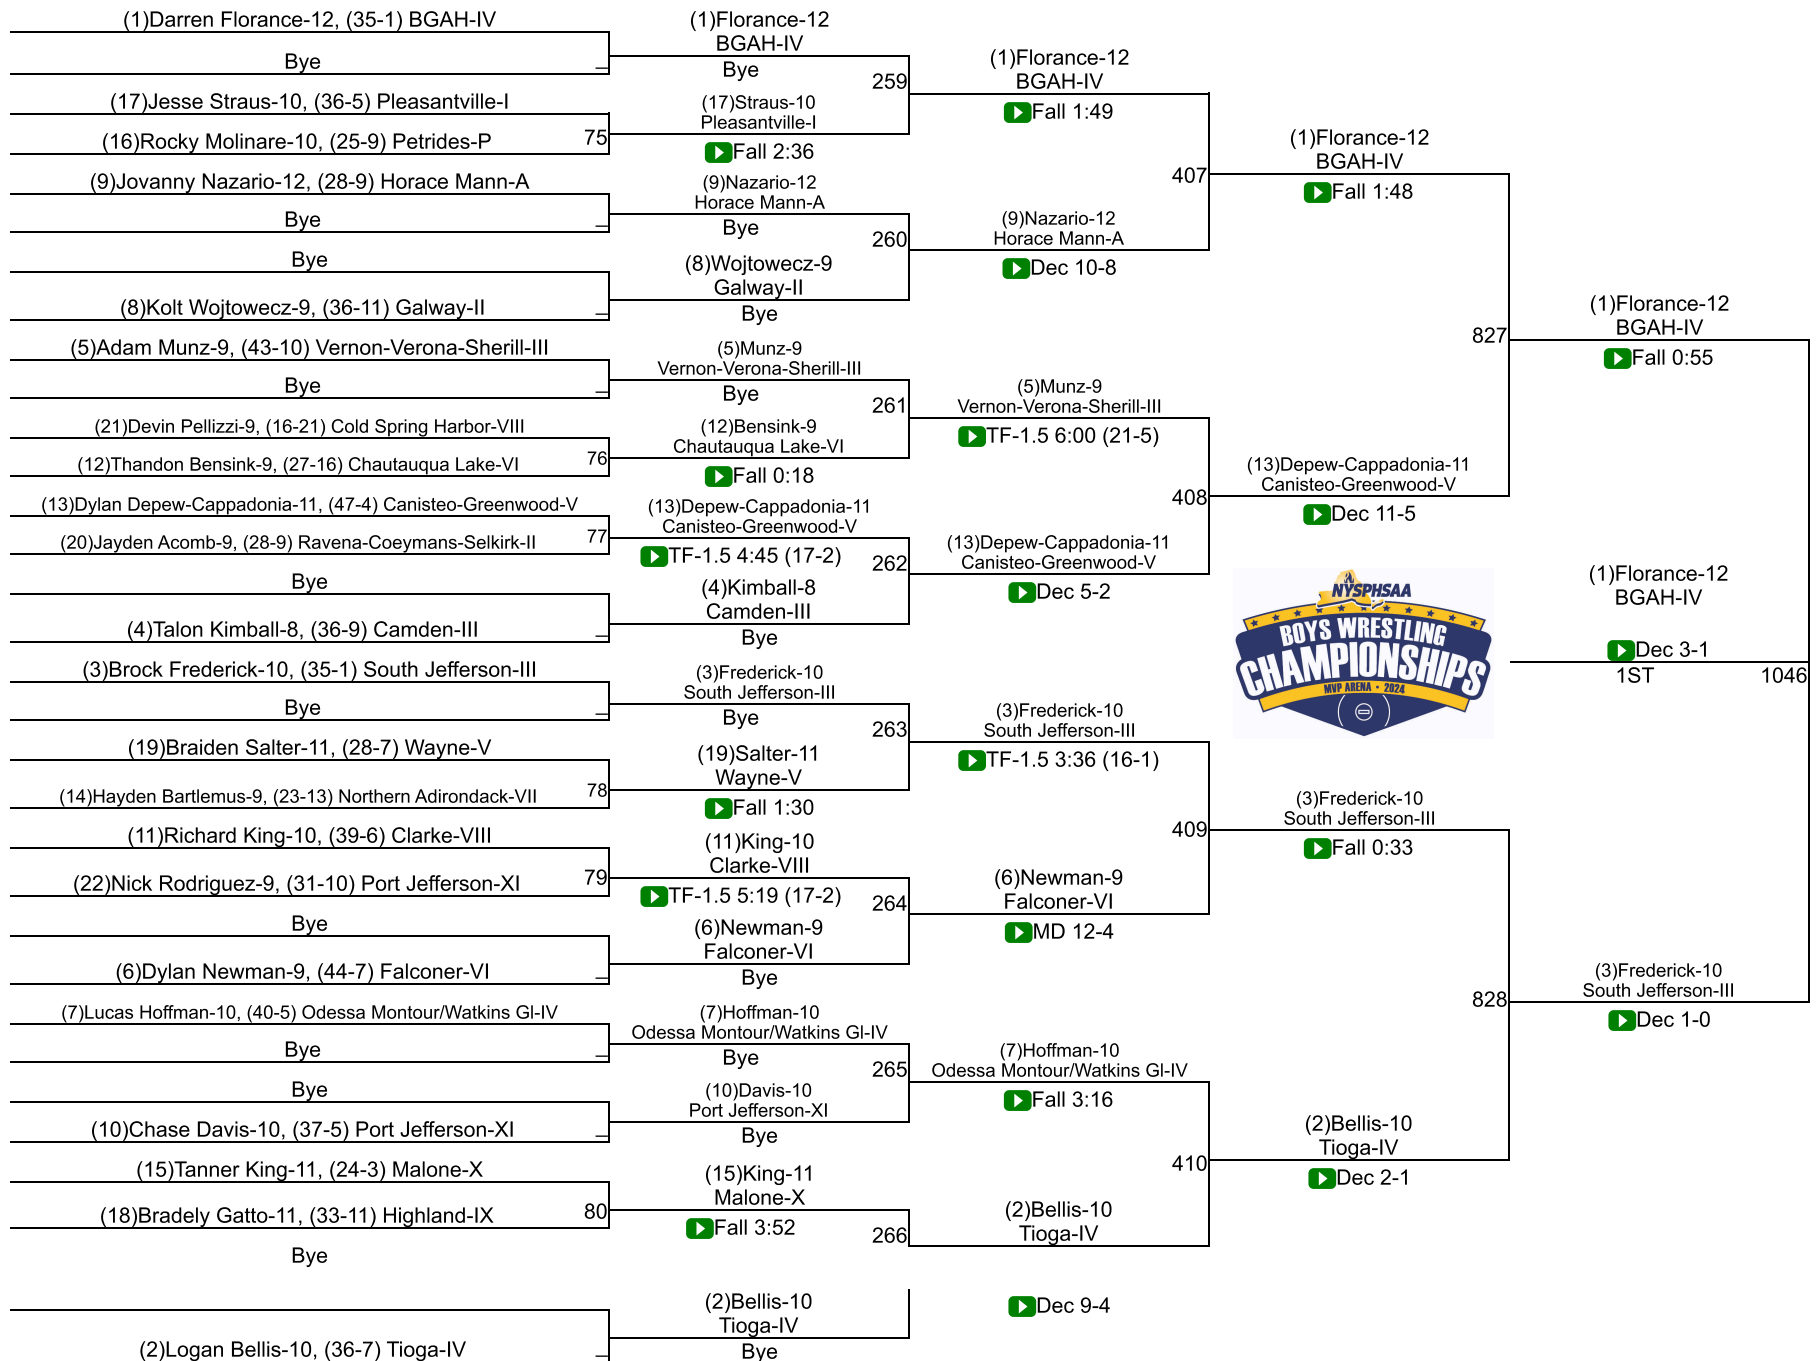 (1)Darren Florance-12, (35-1) BGAH-IV
Bye
(17)Jesse Straus-10, (36-5) Pleasantville-I
(16)Rocky Molinare-10, (25-9) Petrides-P
75
(9)Jovanny Nazario-12, (28-9) Horace Mann-A
Bye
Bye
(8)Kolt Wojtowecz-9, (36-11) Galway-II
(5)Adam Munz-9, (43-10) Vernon-Verona-Sherill-III
Bye
(21)Devin Pellizzi-9, (16-21) Cold Spring Harbor-VIII
(12)Thandon Bensink-9, (27-16) Chautauqua Lake-VI
76
(13)Dylan Depew-Cappadonia-11, (47-4) Canisteo-Greenwood-V
(20)Jayden Acomb-9, (28-9) Ravena-Coeymans-Selkirk-II
77
Bye
(4)Talon Kimball-8, (36-9) Camden-III
(3)Brock Frederick-10, (35-1) South Jefferson-III
Bye
(19)Braiden Salter-11, (28-7) Wayne-V
(14)Hayden Bartlemus-9, (23-13) Northern Adirondack-VII
78
(11)Richard King-10, (39-6) Clarke-VIII
(22)Nick Rodriguez-9, (31-10) Port Jefferson-XI
79
Bye
(6)Dylan Newman-9, (44-7) Falconer-VI
(7)Lucas Hoffman-10, (40-5) Odessa Montour/Watkins Gl-IV
Bye
Bye
(10)Chase Davis-10, (37-5) Port Jefferson-XI
(15)Tanner King-11, (24-3) Malone-X
(18)Bradely Gatto-11, (33-11) Highland-IX
80
Bye
(2)Logan Bellis-10, (36-7) Tioga-IV
(1)Florance-12
BGAH-IV
Bye
259
(17)Straus-10
Pleasantville-I
Fall 2:36
(9)Nazario-12
Horace Mann-A
Bye
260
(8)Wojtowecz-9
Galway-II
Bye
(5)Munz-9
Vernon-Verona-Sherill-III
Bye
261
(12)Bensink-9
Chautauqua Lake-VI
Fall 0:18
(13)Depew-Cappadonia-11
Canisteo-Greenwood-V
TF-1.5 4:45 (17-2)
262
(4)Kimball-8
Camden-III
Bye
(3)Frederick-10
South Jefferson-III
Bye
263
(19)Salter-11
Wayne-V
Fall 1:30
(11)King-10
Clarke-VIII
TF-1.5 5:19 (17-2)
264
(6)Newman-9
Falconer-VI
Bye
(7)Hoffman-10
Odessa Montour/Watkins Gl-IV
Bye
265
(10)Davis-10
Port Jefferson-XI
Bye
(15)King-11
Malone-X
Fall 3:52
266
(2)Bellis-10
Tioga-IV
Bye
(1)Florance-12
BGAH-IV
Fall 1:49
407
(9)Nazario-12
Horace Mann-A
Dec 10-8
(5)Munz-9
Vernon-Verona-Sherill-III
TF-1.5 6:00 (21-5)
408
(13)Depew-Cappadonia-11
Canisteo-Greenwood-V
Dec 5-2
(3)Frederick-10
South Jefferson-III
TF-1.5 3:36 (16-1)
409
(6)Newman-9
Falconer-VI
MD 12-4
(7)Hoffman-10
Odessa Montour/Watkins Gl-IV
Fall 3:16
410
(2)Bellis-10
Tioga-IV
Dec 9-4
(1)Florance-12
BGAH-IV
Fall 1:48
827
(13)Depew-Cappadonia-11
Canisteo-Greenwood-V
Dec 11-5
NYSPHSAA
BOYS WRESTLING
CHAMPIONSHIPS
MVP ARENA • 2024
(3)Frederick-10
South Jefferson-III
Fall 0:33
828
(2)Bellis-10
Tioga-IV
Dec 2-1
(1)Florance-12
BGAH-IV
Fall 0:55
(1)Florance-12
BGAH-IV
Dec 3-1
1ST
1046
(3)Frederick-10
South Jefferson-III
Dec 1-0